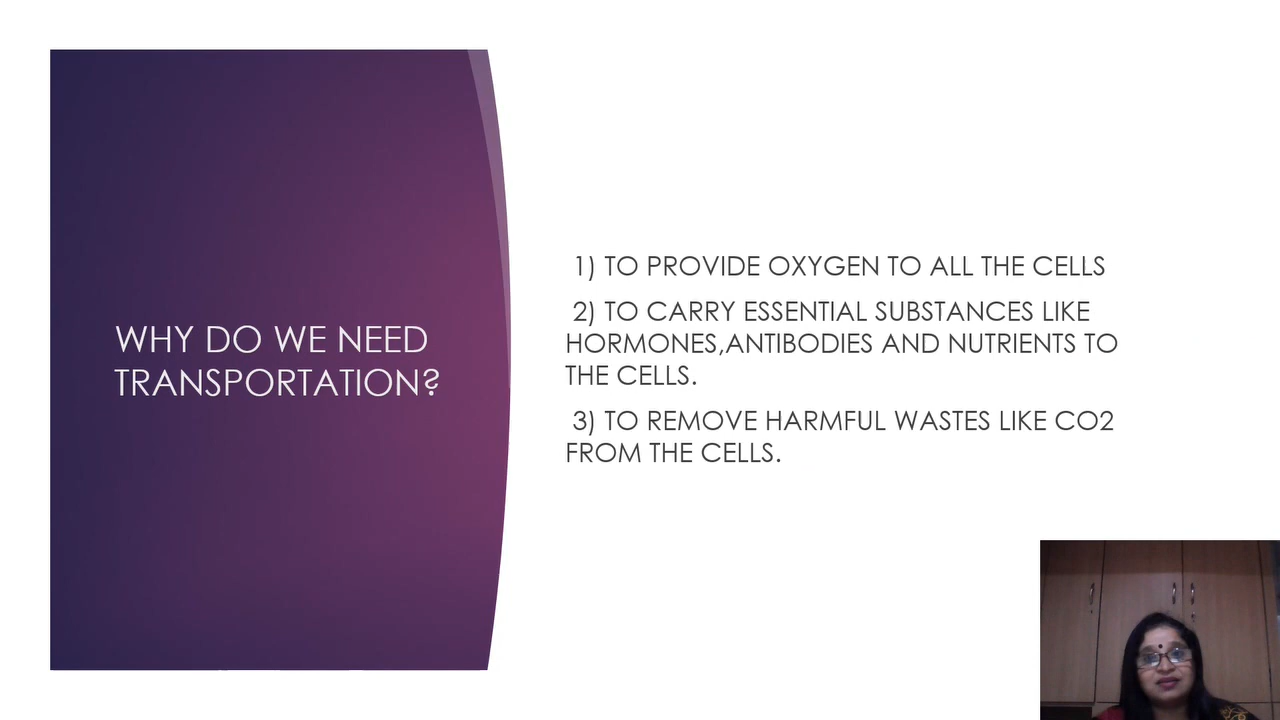 WHY DO WE NEED
TRANSPORTATION?
1) TO PROVIDE OXYGEN TO ALL THE CELLS
2) TO CARRY ESSENTIAL SUBSTANCES LIKE
HORMONES,ANTIBODIES AND NUTRIENTS TO
THE CELLS.
3) TO REMOVE HARMFUL WASTES LIKE CO2
FROM THE CELLS.